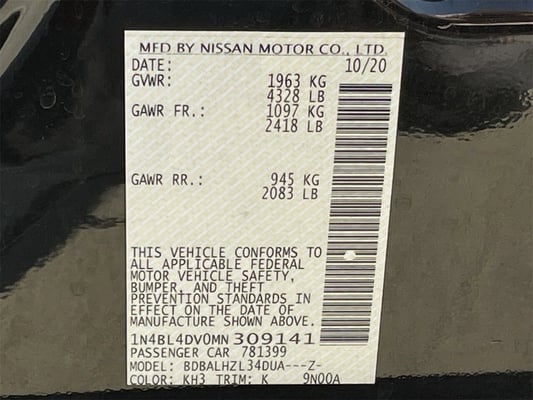 MFD BY NISSAN MOTOR CO., LTD.
DATE: 10/20
GVWR: 1963 KG
4328 LB
GAWR FR.: 1097 KG
2418 LB
GAWR RR.: 945 KG
2083 LB
THIS VEHICLE CONFORMS TO
ALL APPLICABLE FEDERAL
MOTOR VEHICLE SAFETY,
BUMPER, AND THEFT
PREVENTION STANDARDS IN
EFFECT ON THE DATE OF
MANUFACTURE SHOWN ABOVE.
1N4BL4DV0MN309141
PASSENGER CAR 781399
MODEL: BDBALHZL34DUA---Z-
COLOR: KH3 TRIM: K 9N00A